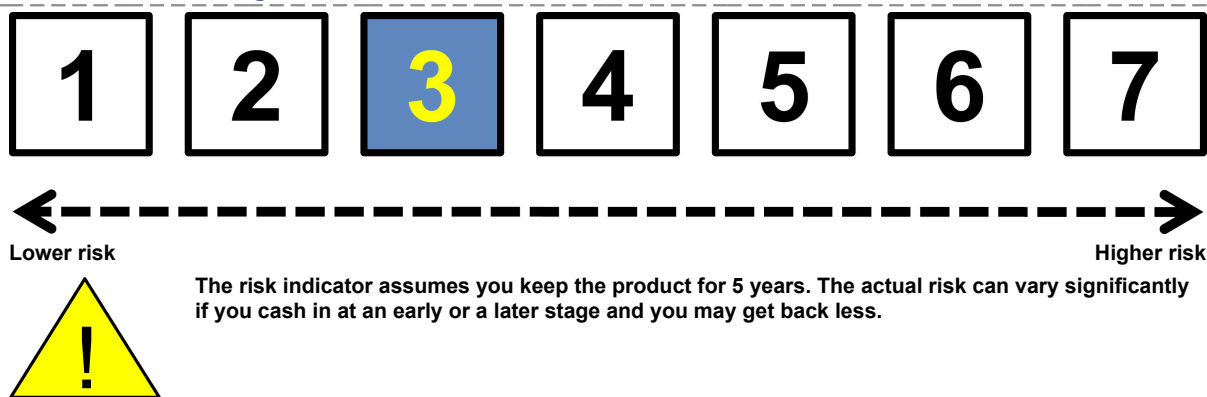 1 2 3 4 5 6 7
Lower risk Higher risk
The risk indicator assumes you keep the product for 5 years. The actual risk can vary significantly
if you cash in at an early or a later stage and you may get back less.
!